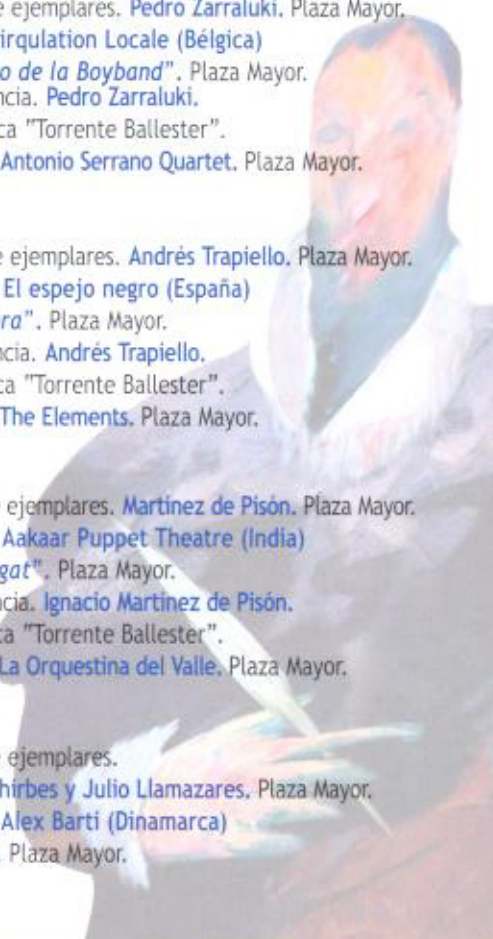 e ejemplares. Pedro Zarraluki. Plaza Mayor.
irqulation Locale (Bélgica)
o de la Boyband". Plaza Mayor.
ncia. Pedro Zarraluki.
ca "Torrente Ballester".
Antonio Serrano Quartet. Plaza Mayor.
e ejemplares. Andrés Trapiello. Plaza Mayor.
El espejo negro (España)
ra". Plaza Mayor.
ncia. Andrés Trapiello.
ca "Torrente Ballester".
The Elements. Plaza Mayor.
ejemplares. Martínez de Pisón. Plaza Mayor.
Aakaar Puppet Theatre (India)
gat". Plaza Mayor.
ncia. Ignacio Martínez de Pisón.
ca "Torrente Ballester".
La Orquestina del Valle. Plaza Mayor.
e ejemplares.
hirbes y Julio Llamazares. Plaza Mayor.
Alex Barti (Dinamarca)
. Plaza Mayor.